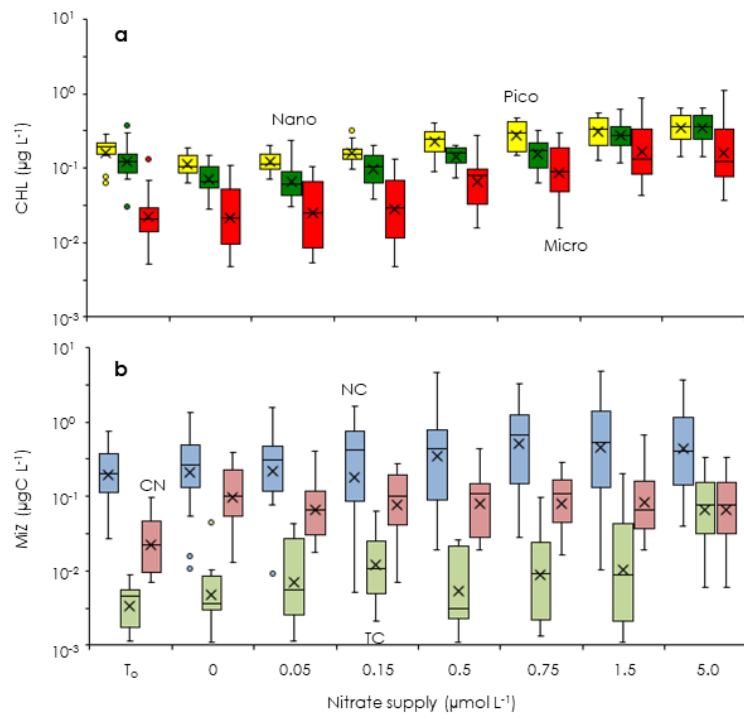 a
10¹
10⁰
10⁻¹
10⁻²
10⁻³
CHL (µg L⁻¹)
Nano
Pico
Micro
b
10¹
10⁰
10⁻¹
10⁻²
10⁻³
MiZ (µgC L⁻¹)
NC
CN
TC
T₀ 0 0.05 0.15 0.5 0.75 1.5 5.0
Nitrate supply (µmol L⁻¹)